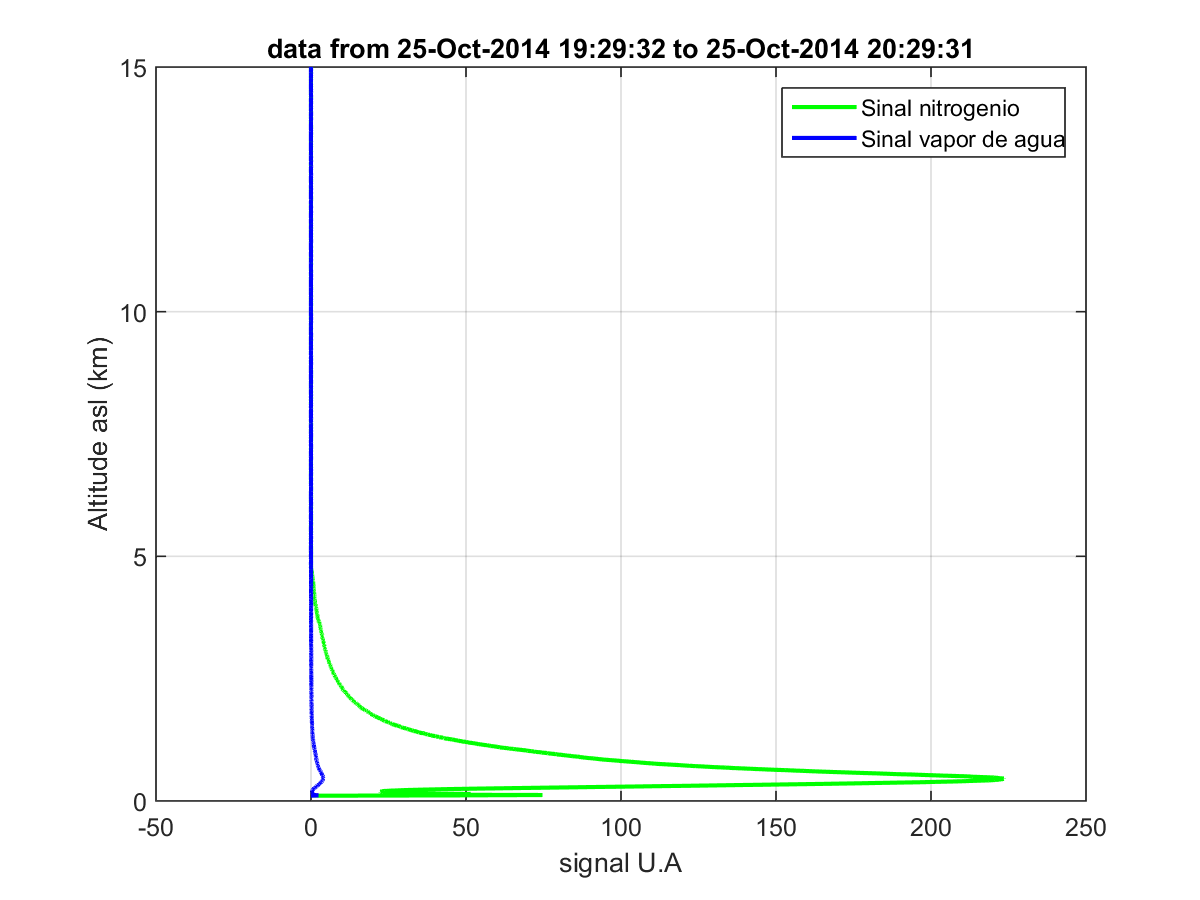 data from 25-Oct-2014 19:29:32 to 25-Oct-2014 20:29:31
Sinal nitrogenio
Sinal vapor de agua
15
10
5
0
Altitude asl (km)
-50 0 50 100 150 200 250
signal U.A